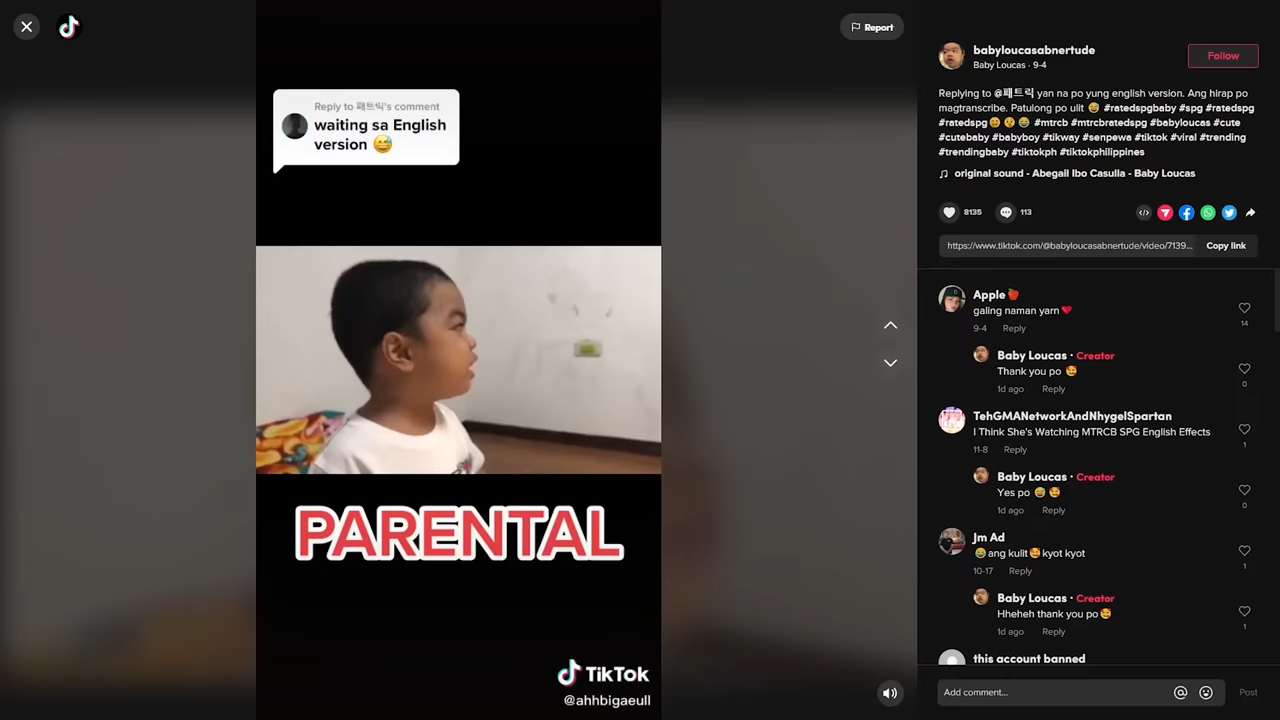 Report
Reply to 패트릭's comment
waiting sa English
version 😅
PARENTAL
TikTok
@ahhbigaeull
babyloucasabnertude
Baby Loucas · 9-4
Follow
Replying to @패트릭 yan na po yung english version. Ang hirap po
magtranscribe. Patulong po ulit 😅 #ratedspgbaby #spg #ratedspg
#mtrcb #mtrcbratedspg #babyloucas #cute
#cutebaby #babyboy #tikway #senpewa #tiktok #viral #trending
#trendingbaby #tiktokph #tiktokphilippines
original sound - Abegail Ibo Casulla - Baby Loucas
8135
113
https://www.tiktok.com/@babyloucasabnertude/video/7139...
Copy link
Apple🍎
galing naman yarn❤️
9-4 Reply
14
Baby Loucas · Creator
Thank you po 🥰
1d ago Reply
0
TehGMANetworkAndNhygelSpartan
I Think She's Watching MTRCB SPG English Effects
11-8 Reply
1
Baby Loucas · Creator
Yes po 😅🥰
1d ago Reply
0
Jm Ad
😂ang kulit🥰kyot kyot
10-17 Reply
1
Baby Loucas · Creator
Hheheh thank you po🥰
1d ago Reply
1
this account banned
Add comment...
Post